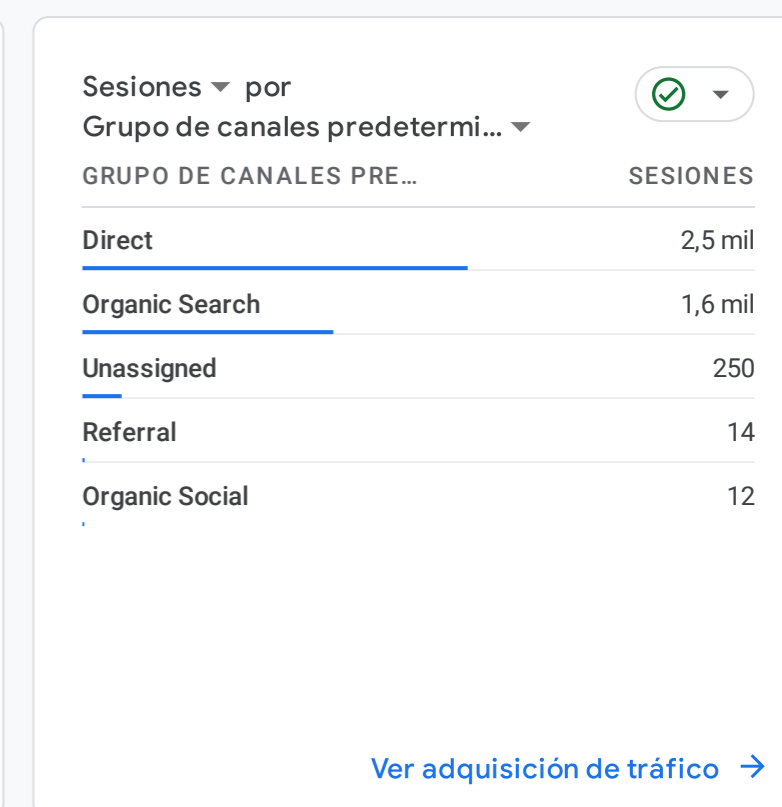 Sesiones por
Grupo de canales predetermi...
GRUPO DE CANALES PRE... SESIONES
Direct 2,5 mil
Organic Search 1,6 mil
Unassigned 250
Referral 14
Organic Social 12
Ver adquisición de tráfico